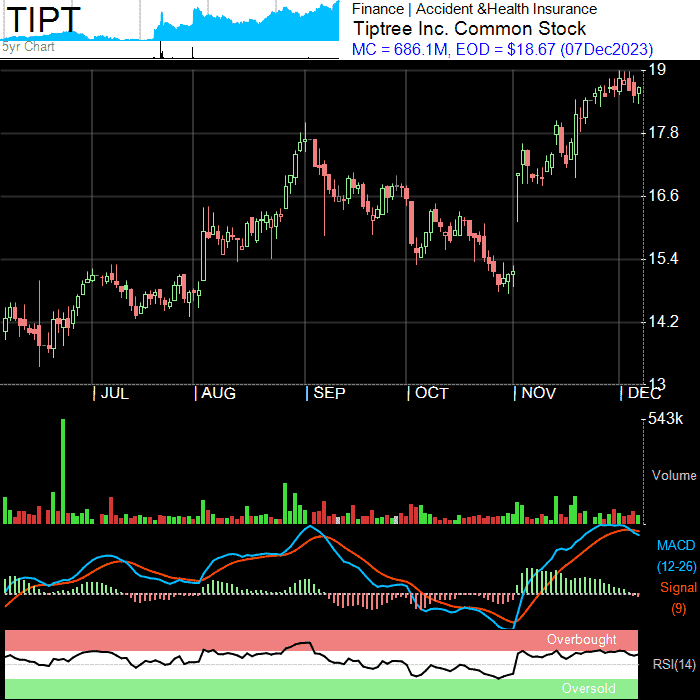 TIPT
5yr Chart
Finance | Accident &Health Insurance
Tiptree Inc. Common Stock
MC = 686.1M, EOD = $18.67 (07Dec2023)
19
17.8
16.6
15.4
14.2
13
| JUL | AUG | SEP | OCT | NOV | DEC
543k
Volume
MACD
(12-26)
Signal
(9)
Overbought
RSI(14)
Oversold